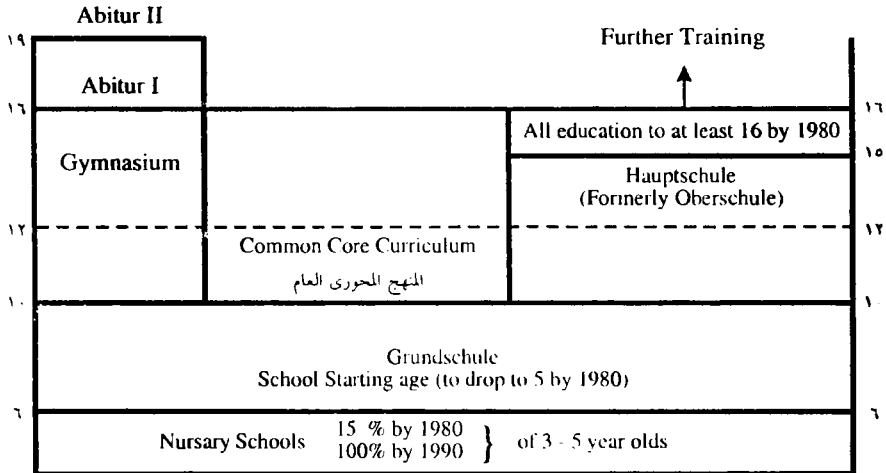 Abitur II
١٩
Further Training
Abitur I
١٦
١٦
All education to at least 16 by 1980
١٥
Gymnasium
Hauptschule
(Formerly Oberschule)
١٢
١٢
Common Core Curriculum
المنهج المحورى العام
١٠
١٠
Grundschule
School Starting age (to drop to 5 by 1980)
٦
٦
Nursary Schools 15 % by 1980 } of 3 - 5 year olds
100% by 1990